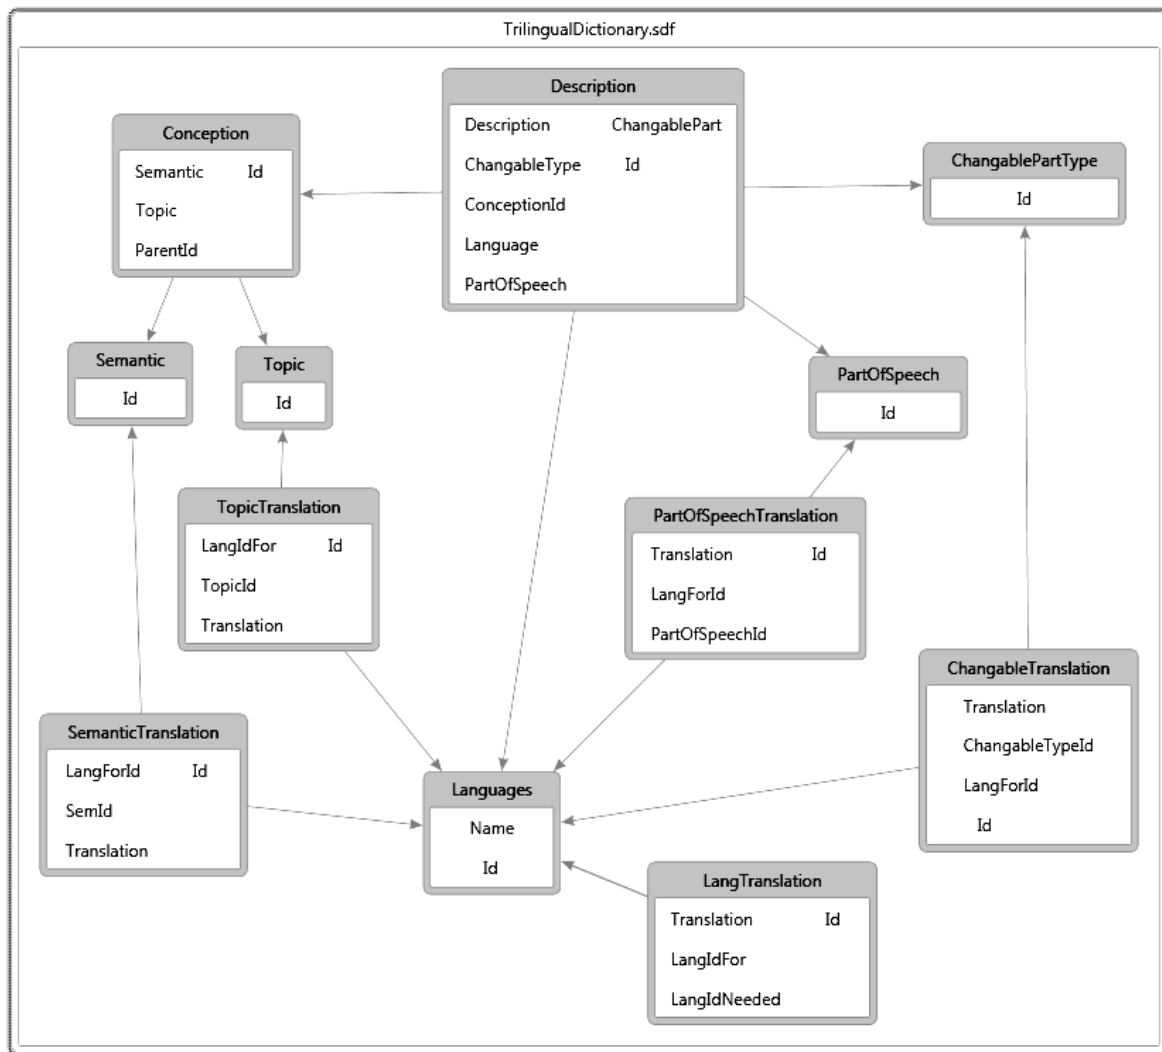 TrilingualDictionary.sdf
Description
Description ChangablePart
ChangableType Id
ConceptionId
Language
PartOfSpeech
Conception
Semantic Id
Topic
ParentId
ChangablePartType
Id
Semantic
Id
Topic
Id
PartOfSpeech
Id
TopicTranslation
LangIdFor Id
TopicId
Translation
PartOfSpeechTranslation
Translation Id
LangForId
PartOfSpeechId
ChangableTranslation
Translation
ChangableTypeId
LangForId
Id
SemanticTranslation
LangForId Id
SemId
Translation
Languages
Name
Id
LangTranslation
Translation Id
LangIdFor
LangIdNeeded